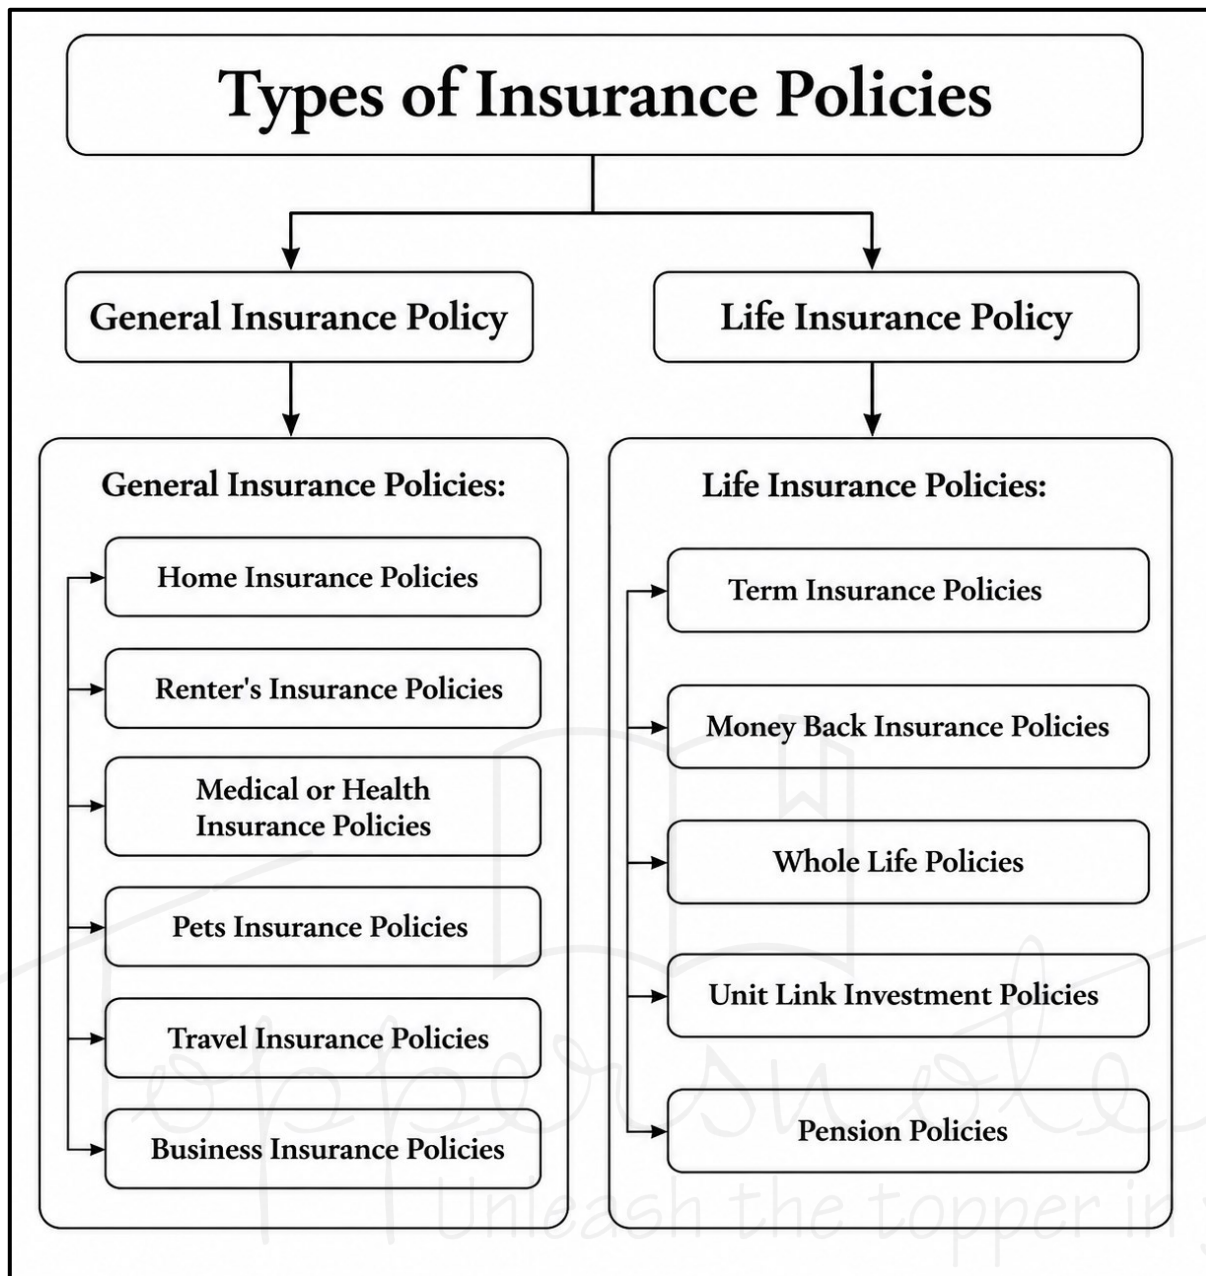 Types of Insurance Policies
General Insurance Policy
Life Insurance Policy
General Insurance Policies:
Home Insurance Policies
Renter's Insurance Policies
Medical or Health
Insurance Policies
Pets Insurance Policies
Travel Insurance Policies
Business Insurance Policies
Life Insurance Policies:
Term Insurance Policies
Money Back Insurance Policies
Whole Life Policies
Unit Link Investment Policies
Pension Policies
Toppersnote
Unleash the topper in